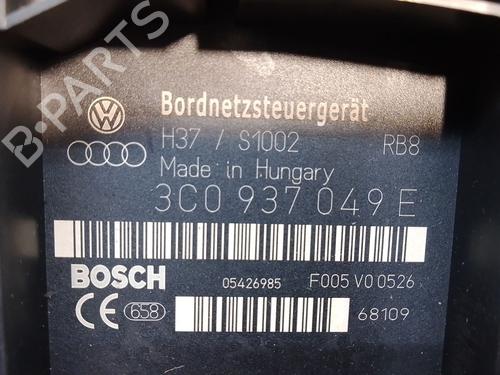 B-PARTS
Bordnetzsteuergerät
H37 / S1002 RB8
Made in Hungary
3C0 937 049 E
BOSCH 05426985 F005 V0 0526
CE 658 68109